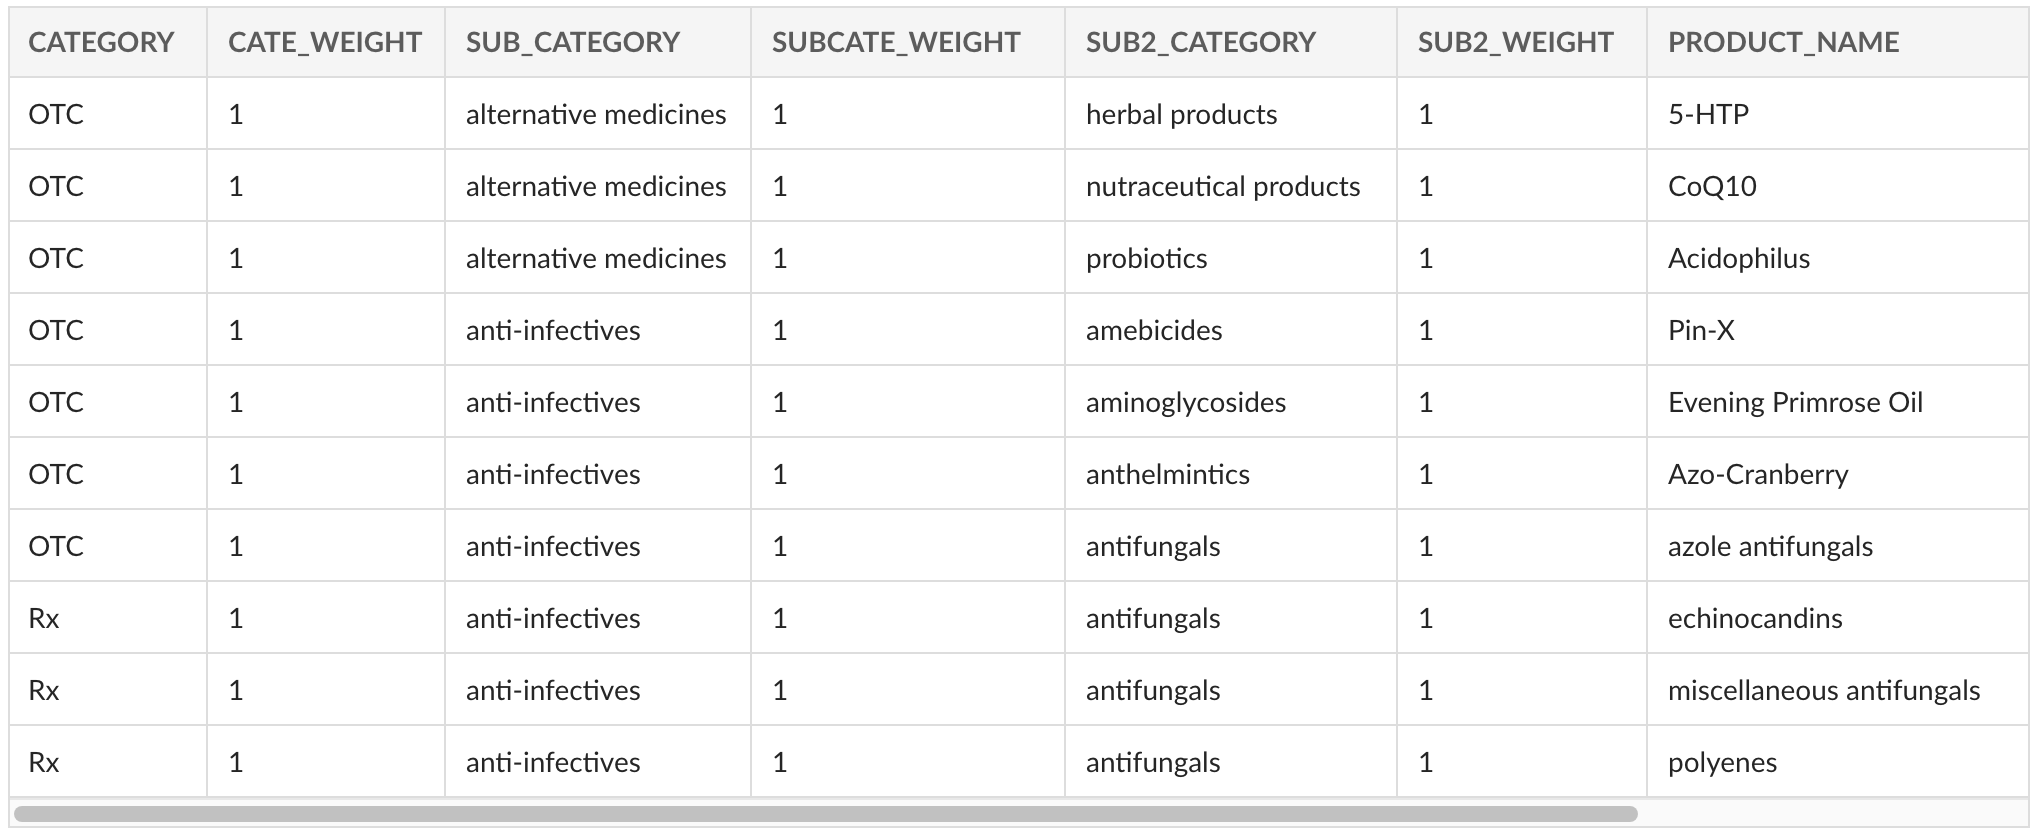 CATEGORY CATE_WEIGHT SUB_CATEGORY SUBCATE_WEIGHT SUB2_CATEGORY SUB2_WEIGHT PRODUCT_NAME
OTC 1 alternative medicines 1 herbal products 1 5-HTP
OTC 1 alternative medicines 1 nutraceutical products 1 CoQ10
OTC 1 alternative medicines 1 probiotics 1 Acidophilus
OTC 1 anti-infectives 1 amebicides 1 Pin-X
OTC 1 anti-infectives 1 aminoglycosides 1 Evening Primrose Oil
OTC 1 anti-infectives 1 anthelmintics 1 Azo-Cranberry
OTC 1 anti-infectives 1 antifungals 1 azole antifungals
Rx 1 anti-infectives 1 antifungals 1 echinocandins
Rx 1 anti-infectives 1 antifungals 1 miscellaneous antifungals
Rx 1 anti-infectives 1 antifungals 1 polyenes